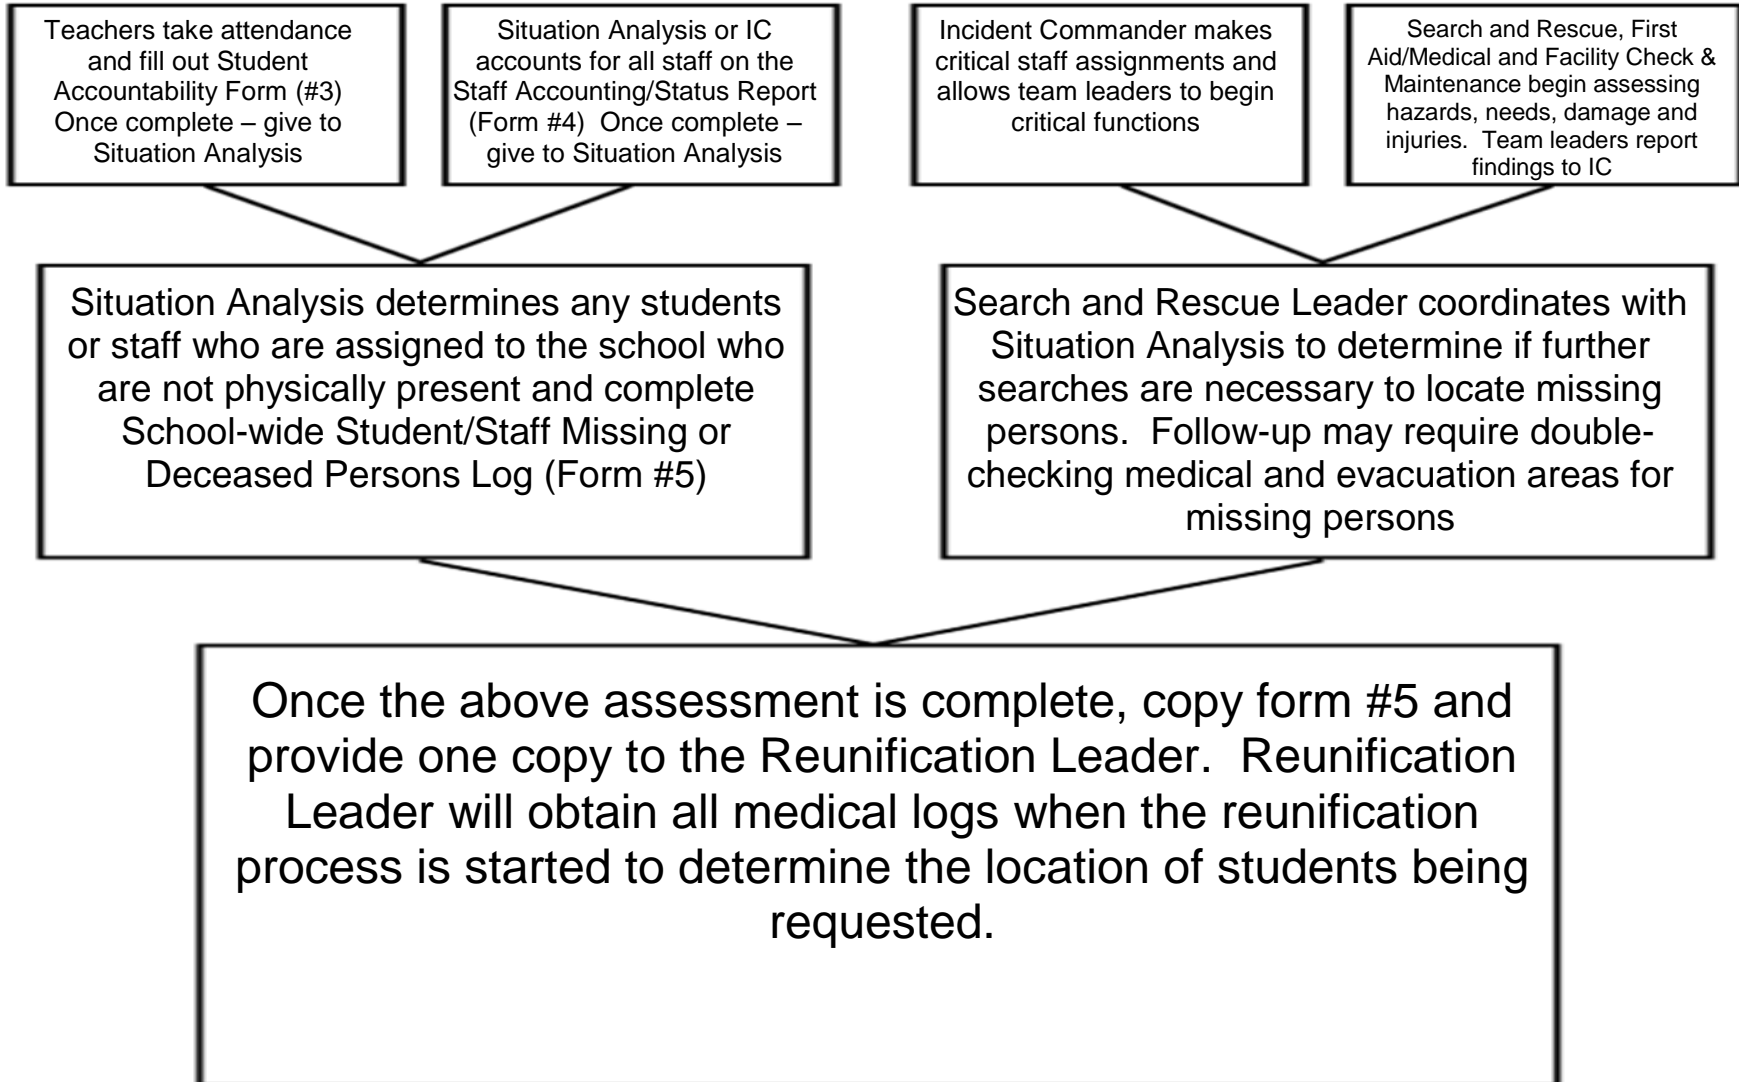 Teachers take attendance
and fill out Student
Accountability Form (#3)
Once complete – give to
Situation Analysis
Situation Analysis or IC
accounts for all staff on the
Staff Accounting/Status Report
(Form #4)  Once complete –
give to Situation Analysis
Incident Commander makes
critical staff assignments and
allows team leaders to begin
critical functions
Search and Rescue, First
Aid/Medical and Facility Check &
Maintenance begin assessing
hazards, needs, damage and
injuries.  Team leaders report
findings to IC
Situation Analysis determines any students
or staff who are assigned to the school who
are not physically present and complete
School-wide Student/Staff Missing or
Deceased Persons Log (Form #5)
Search and Rescue Leader coordinates with
Situation Analysis to determine if further
searches are necessary to locate missing
persons.  Follow-up may require double-
checking medical and evacuation areas for
missing persons
Once the above assessment is complete, copy form #5 and
provide one copy to the Reunification Leader.  Reunification
Leader will obtain all medical logs when the reunification
process is started to determine the location of students being
requested.